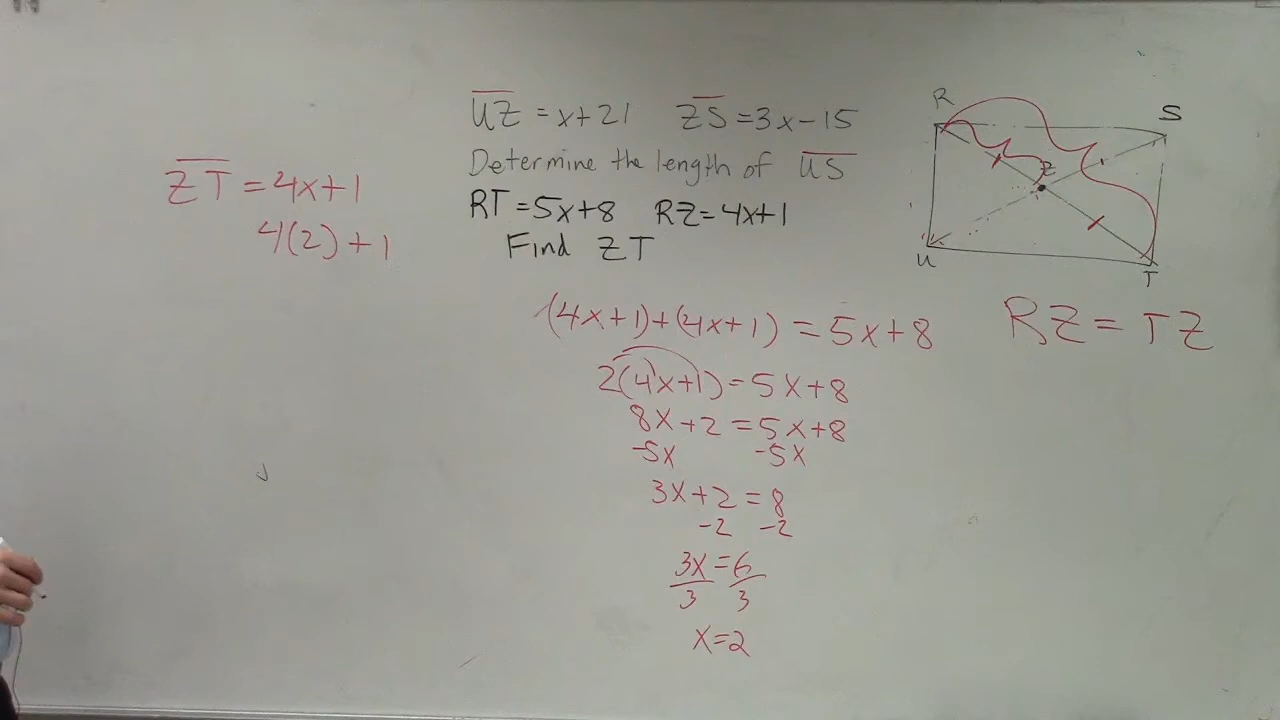 UZ = x+21 ZS = 3x-15
Determine the length of US
RT = 5x+8 RZ = 4x+1
Find ZT
ZT = 4x+1
4(2)+1
R
S
Z
U
T
RZ = TZ
(4x+1)+(4x+1) = 5x+8
2(4x+1) = 5x+8
8x+2 = 5x+8
-5x -5x
3x+2 = 8
-2 -2
3x = 6
3 3
x=2